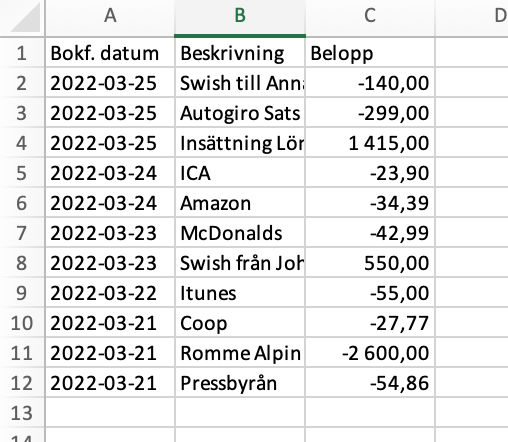 A B C D
1 Bokf. datum Beskrivning Belopp
2 2022-03-25 Swish till -140,00
3 2022-03-25 Autogiro Sats -299,00
4 2022-03-25 Insättning 1 415,00
5 2022-03-24 ICA -23,90
6 2022-03-24 Amazon -34,39
7 2022-03-23 McDonalds -42,99
8 2022-03-23 Swish från 550,00
9 2022-03-22 Itunes -55,00
10 2022-03-21 Coop -27,77
11 2022-03-21 Romme Alpin -2 600,00
12 2022-03-21 Pressbyrån -54,86
13